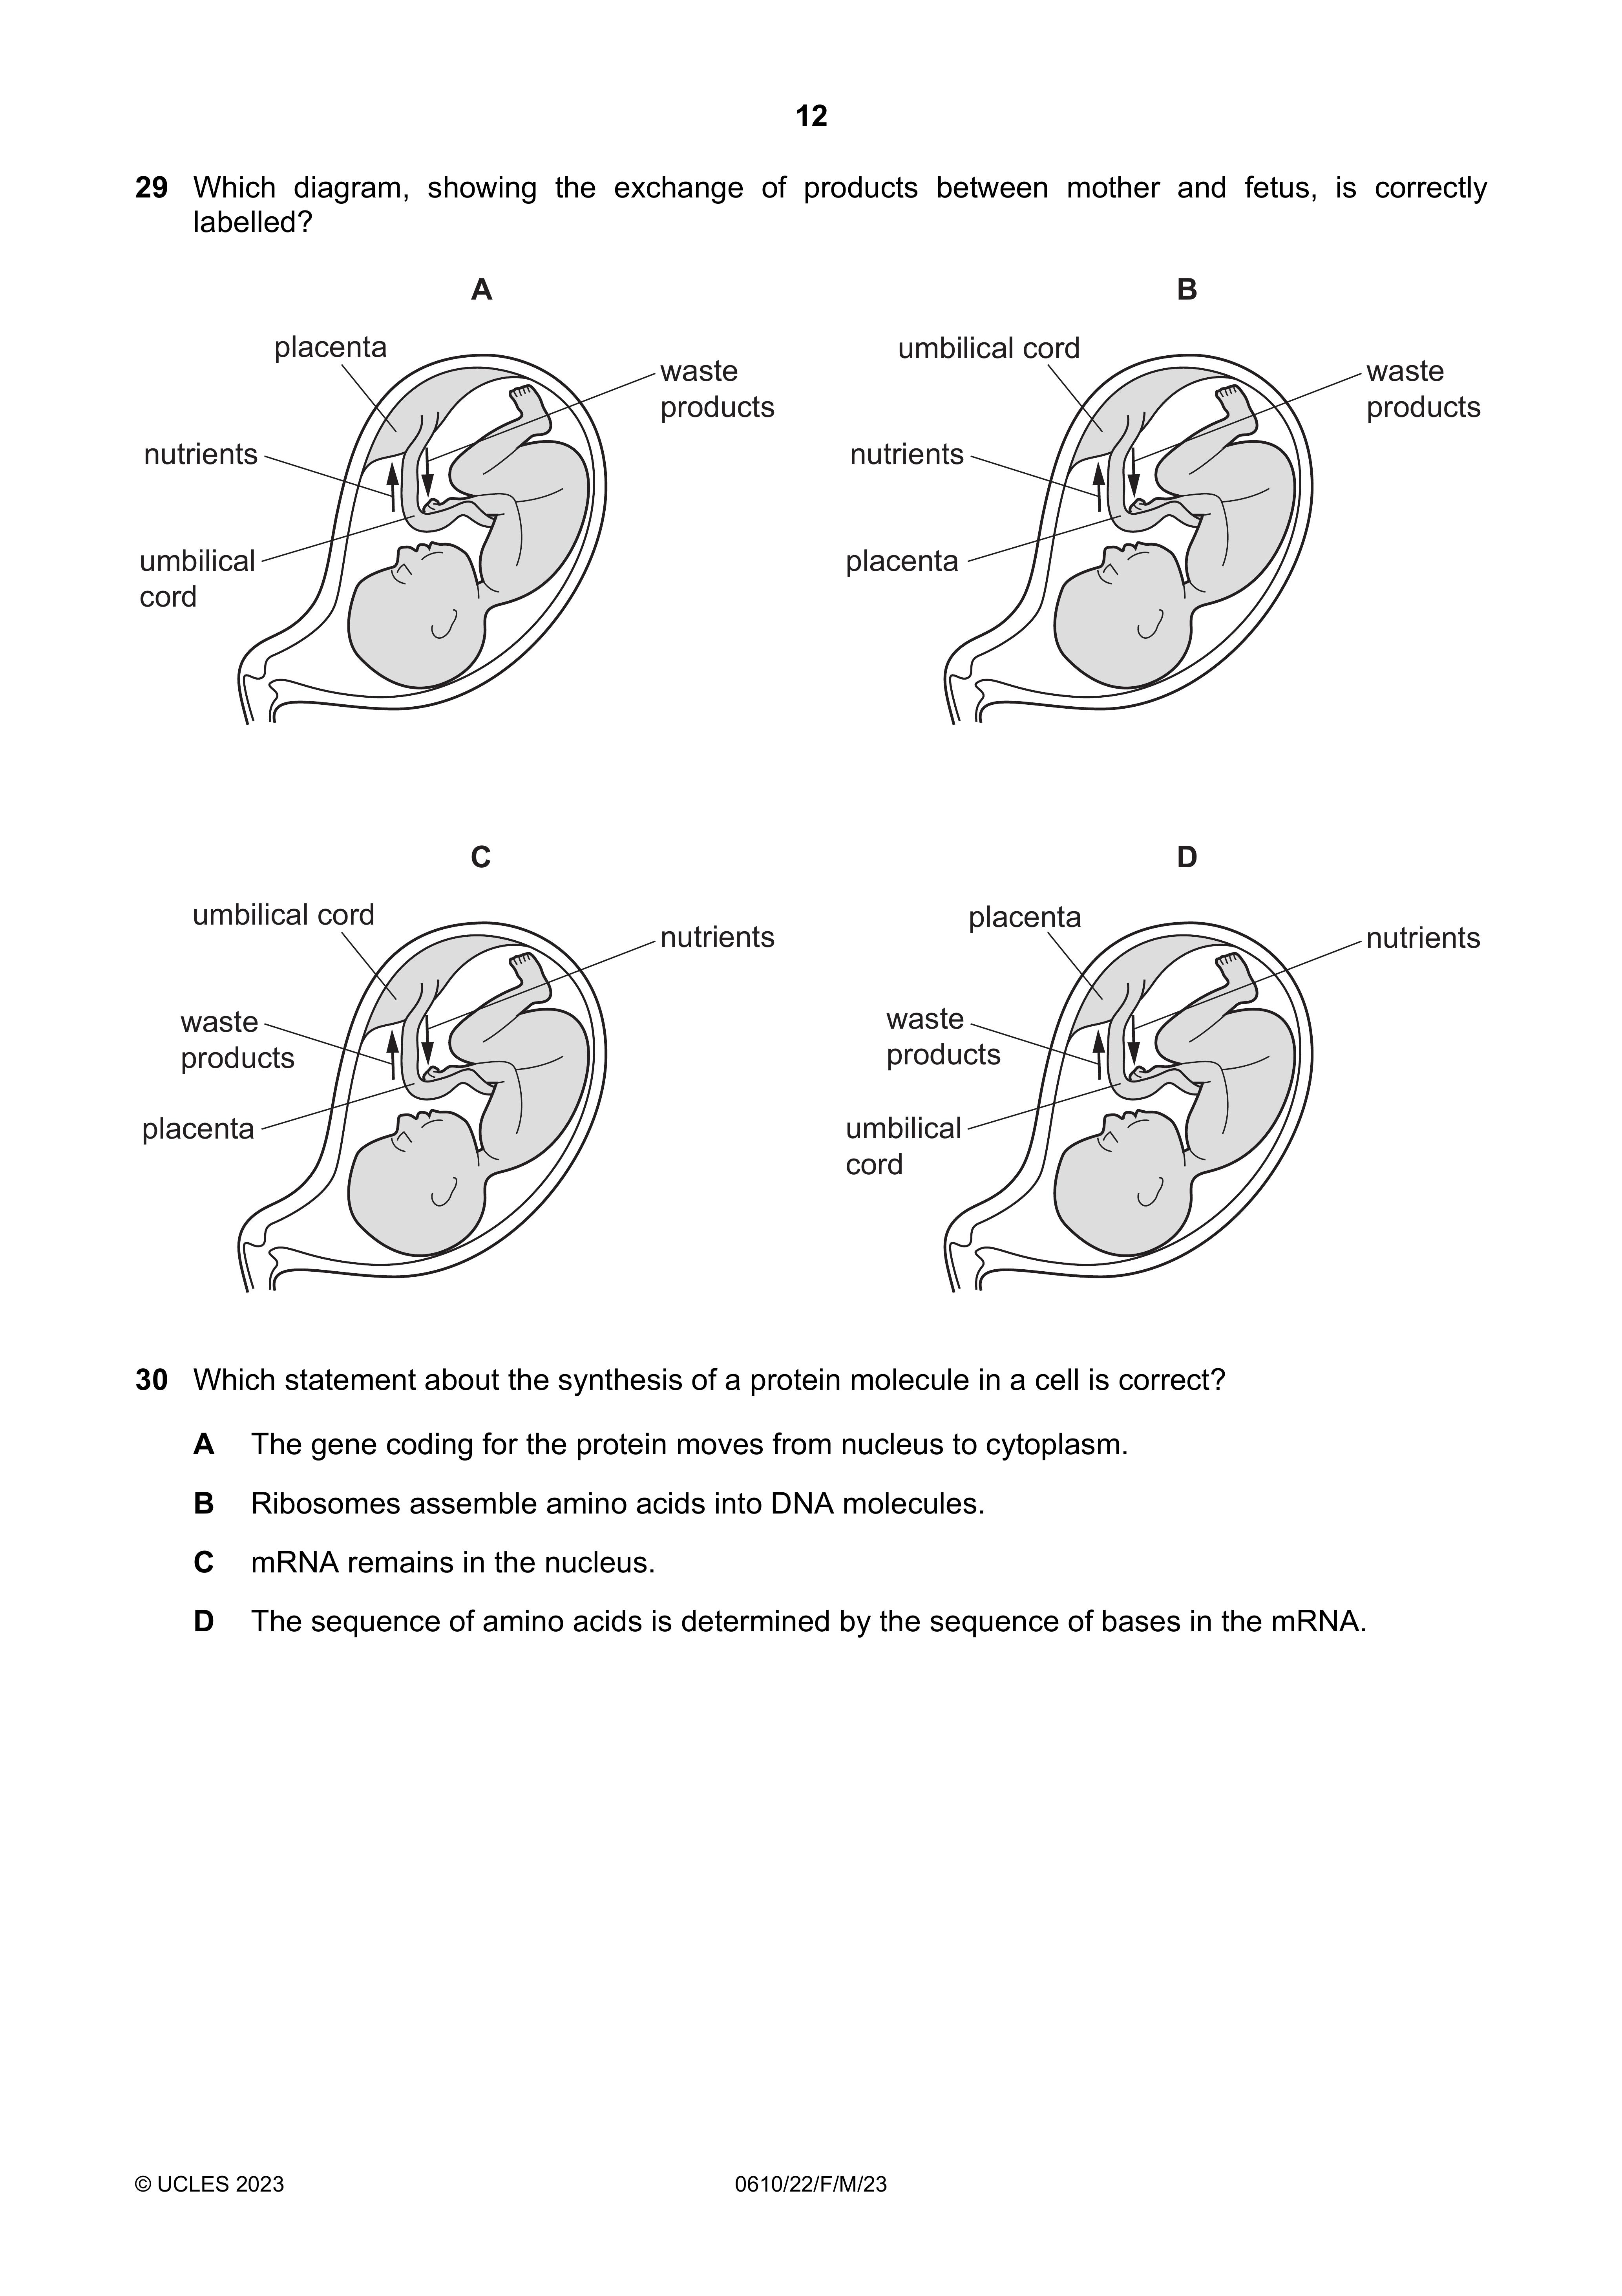 12
29 Which diagram, showing the exchange of products between mother and fetus, is correctly
labelled?
A
placenta
waste
products
nutrients
umbilical
cord
B
umbilical cord
waste
products
nutrients
placenta
C
umbilical cord
nutrients
waste
products
placenta
D
placenta
nutrients
waste
products
umbilical
cord
30 Which statement about the synthesis of a protein molecule in a cell is correct?
A The gene coding for the protein moves from nucleus to cytoplasm.
B Ribosomes assemble amino acids into DNA molecules.
C mRNA remains in the nucleus.
D The sequence of amino acids is determined by the sequence of bases in the mRNA.
© UCLES 2023 0610/22/F/M/23